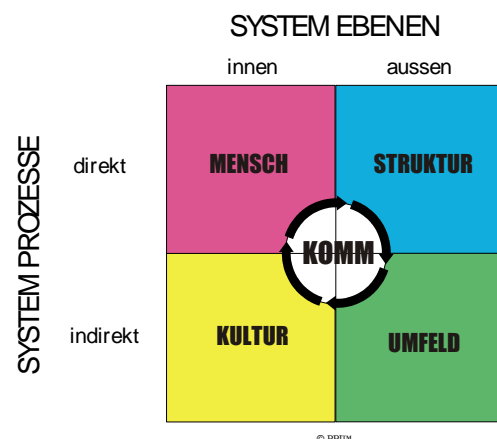 SYSTEM EBENEN
innen aussen
SYSTEM PROZESSE
direkt
MENSCH STRUKTUR
KOMM
indirekt
KULTUR UMFELD
©